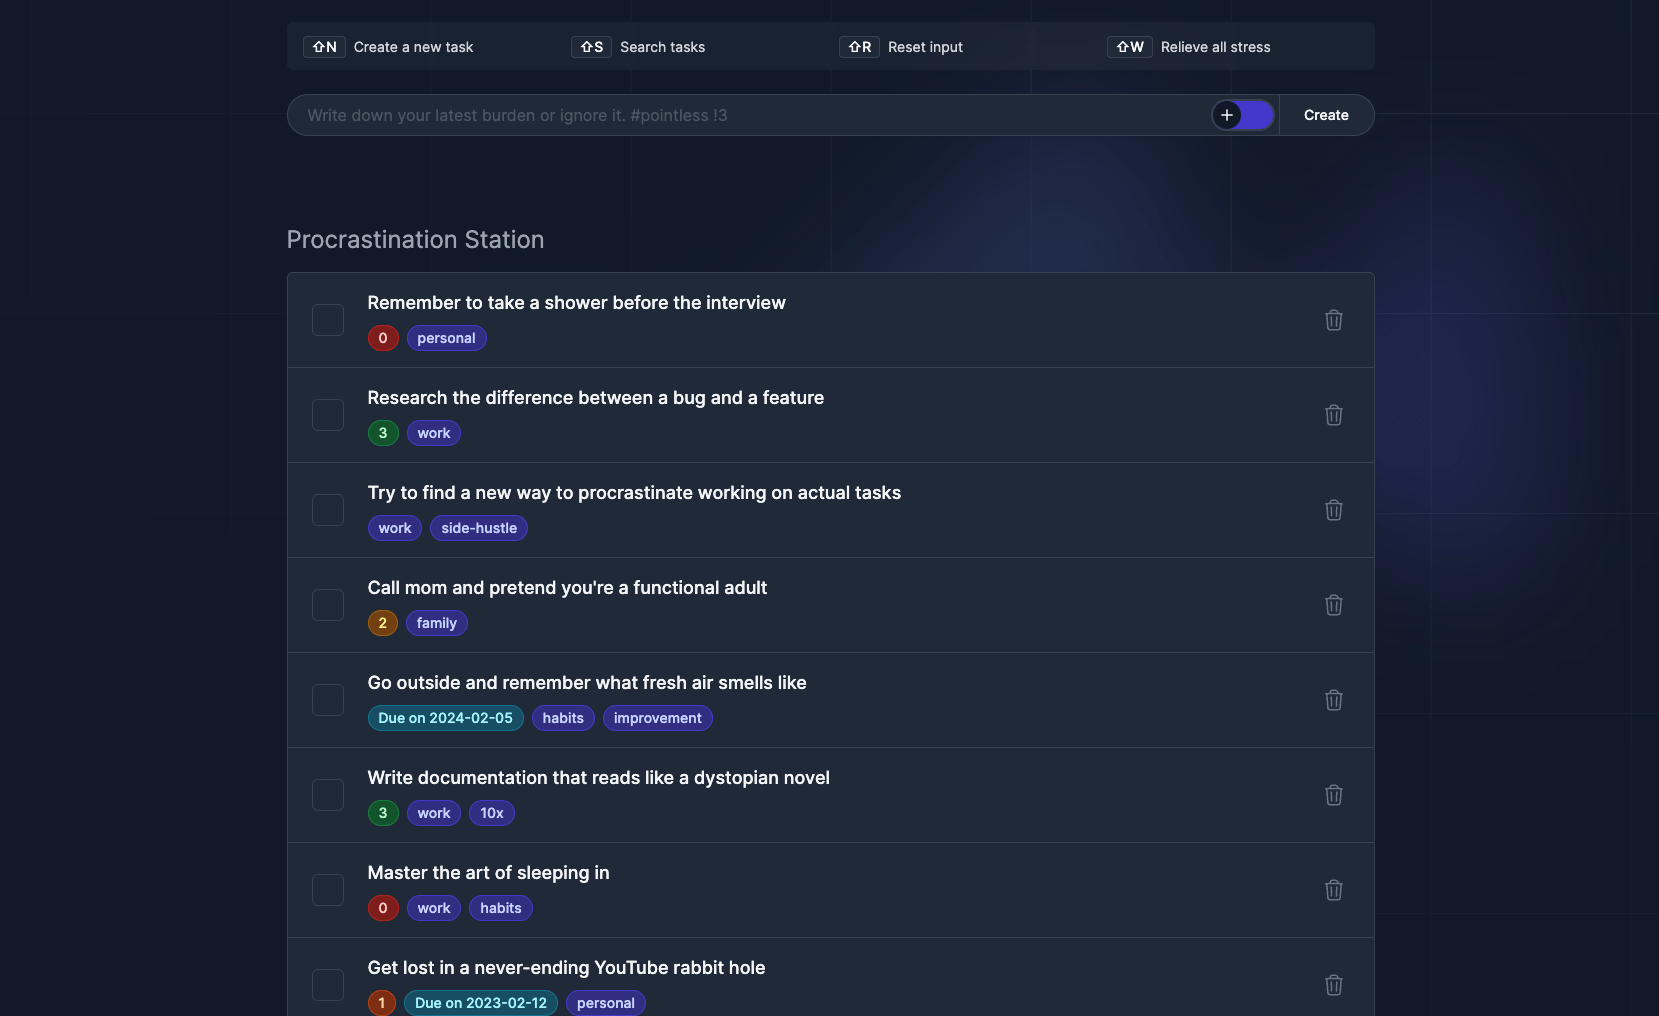 ⇧N Create a new task ⇧S Search tasks ⇧R Reset input ⇧W Relieve all stress
Write down your latest burden or ignore it. #pointless !3 + Create
Procrastination Station
Remember to take a shower before the interview
0 personal
Research the difference between a bug and a feature
3 work
Try to find a new way to procrastinate working on actual tasks
work side-hustle
Call mom and pretend you're a functional adult
2 family
Go outside and remember what fresh air smells like
Due on 2024-02-05 habits improvement
Write documentation that reads like a dystopian novel
3 work 10x
Master the art of sleeping in
0 work habits
Get lost in a never-ending YouTube rabbit hole
1 Due on 2023-02-12 personal